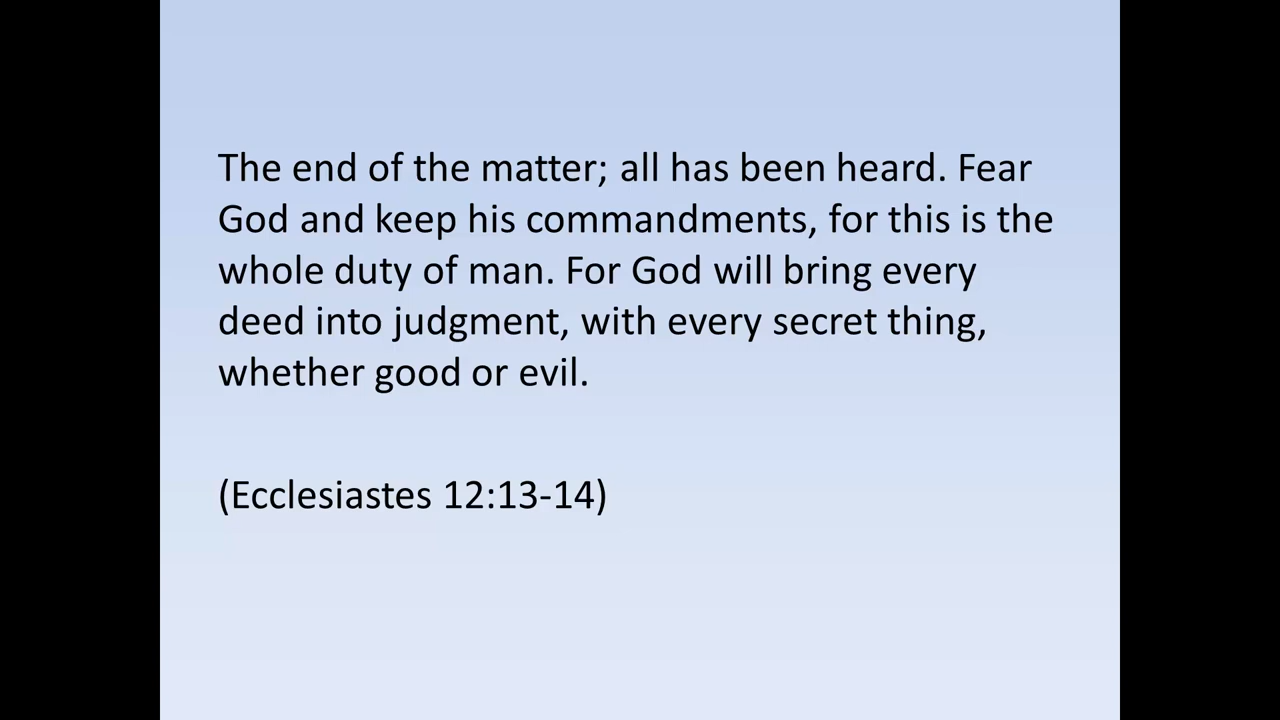 The end of the matter; all has been heard. Fear
God and keep his commandments, for this is the
whole duty of man. For God will bring every
deed into judgment, with every secret thing,
whether good or evil.
(Ecclesiastes 12:13-14)